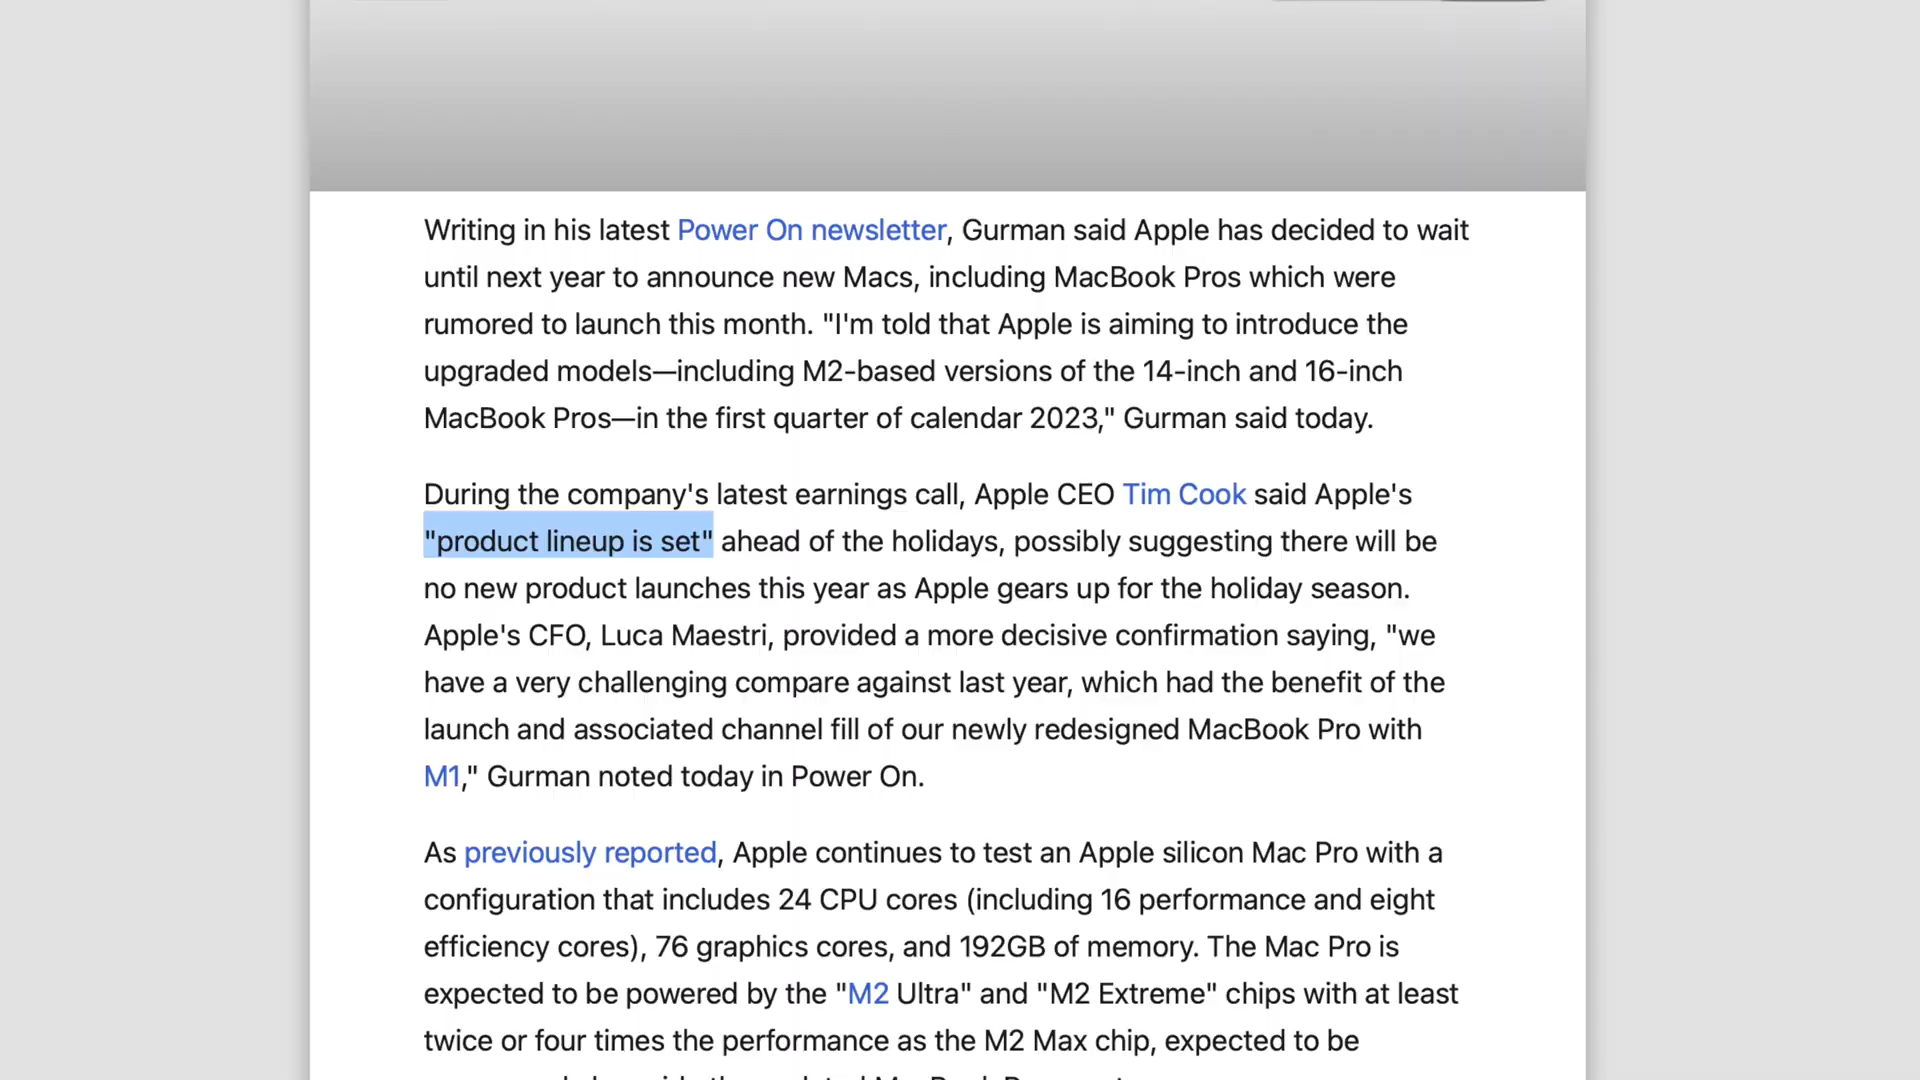 Writing in his latest Power On newsletter, Gurman said Apple has decided to wait
until next year to announce new Macs, including MacBook Pros which were
rumored to launch this month. "I'm told that Apple is aiming to introduce the
upgraded models—including M2-based versions of the 14-inch and 16-inch
MacBook Pros—in the first quarter of calendar 2023," Gurman said today.
During the company's latest earnings call, Apple CEO Tim Cook said Apple's
"product lineup is set" ahead of the holidays, possibly suggesting there will be
no new product launches this year as Apple gears up for the holiday season.
Apple's CFO, Luca Maestri, provided a more decisive confirmation saying, "we
have a very challenging compare against last year, which had the benefit of the
launch and associated channel fill of our newly redesigned MacBook Pro with
M1," Gurman noted today in Power On.
As previously reported, Apple continues to test an Apple silicon Mac Pro with a
configuration that includes 24 CPU cores (including 16 performance and eight
efficiency cores), 76 graphics cores, and 192GB of memory. The Mac Pro is
expected to be powered by the "M2 Ultra" and "M2 Extreme" chips with at least
twice or four times the performance as the M2 Max chip, expected to be